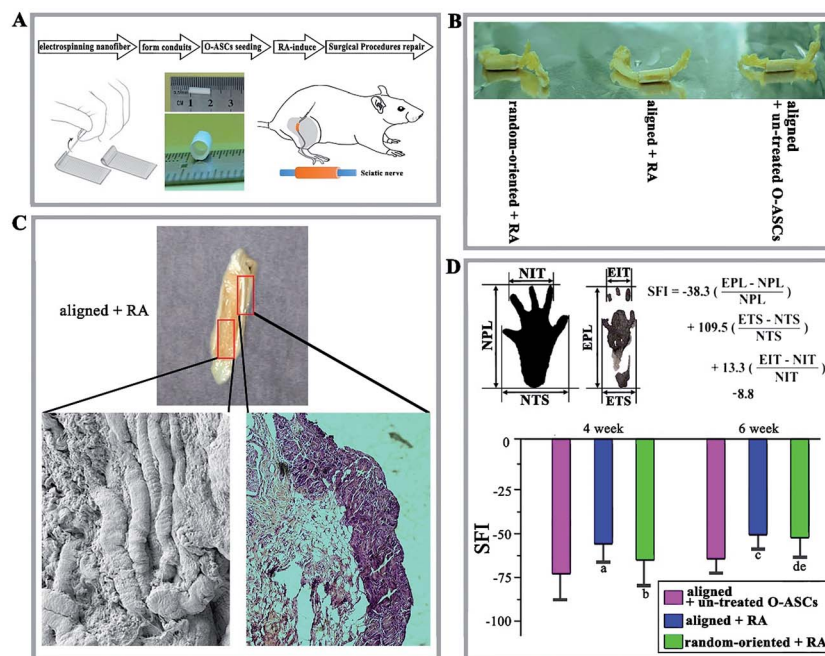 A
electrospinning nanofiber
form conduits
O-ASCs seeding
RA-induce
Surgical Procedures repair
CM 1 2 3
Sciatic nerve
B
random-oriented + RA
aligned + RA
aligned
+ un-treated O-ASCs
C
aligned + RA
D
NIT
EIT
NPL
EPL
NTS
ETS
SFI = -38.3 ( EPL - NPL
NPL )
+ 109.5 ( ETS - NTS
NTS )
+ 13.3 ( EIT - NIT
NIT )
-8.8
4 week
6 week
0
-25
-50
-75
-100
SFI
a
b
c
de
aligned
+ un-treated O-ASCs
aligned + RA
random-oriented + RA